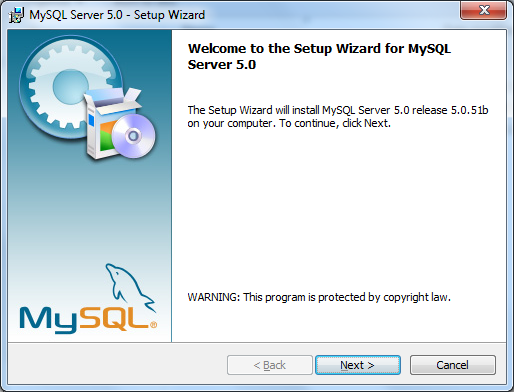 MySQL Server 5.0 - Setup Wizard
Welcome to the Setup Wizard for MySQL
Server 5.0
The Setup Wizard will install MySQL Server 5.0 release 5.0.51b
on your computer. To continue, click Next.
WARNING: This program is protected by copyright law.
MySQL®
< Back
Next >
Cancel